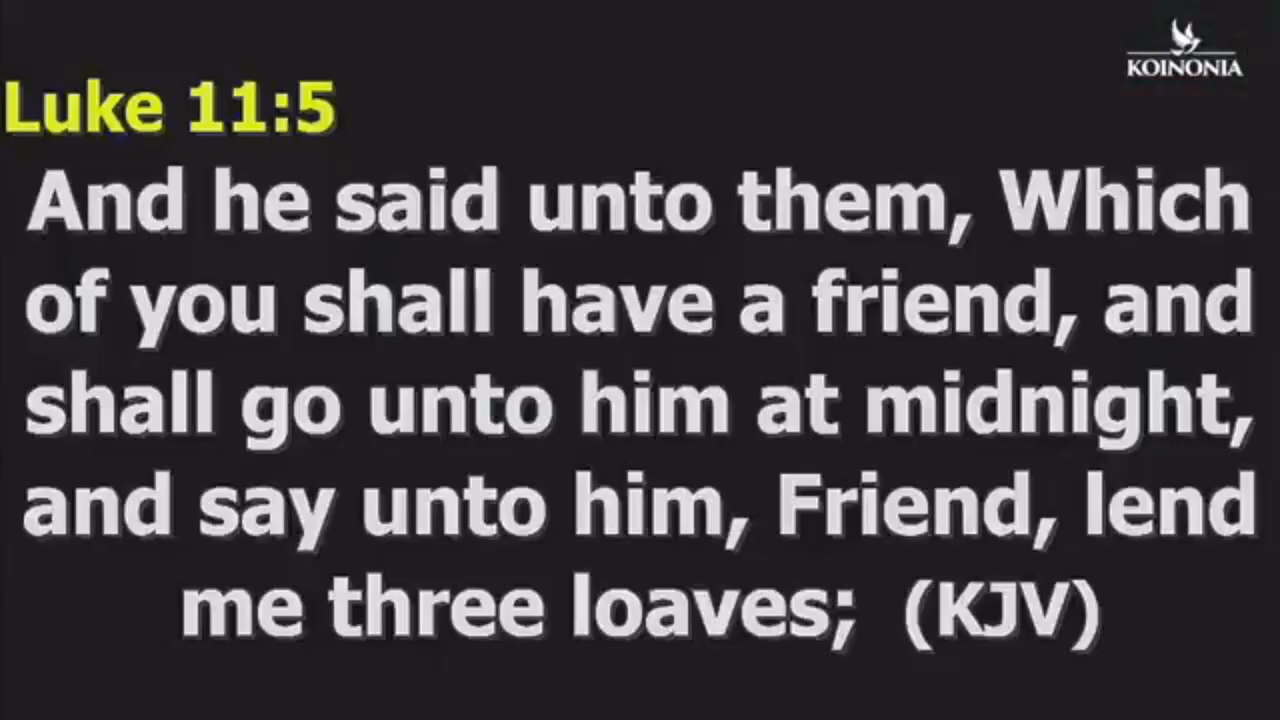 KOINONIA
Luke 11:5
And he said unto them, Which
of you shall have a friend, and
shall go unto him at midnight,
and say unto him, Friend, lend
me three loaves; (KJV)